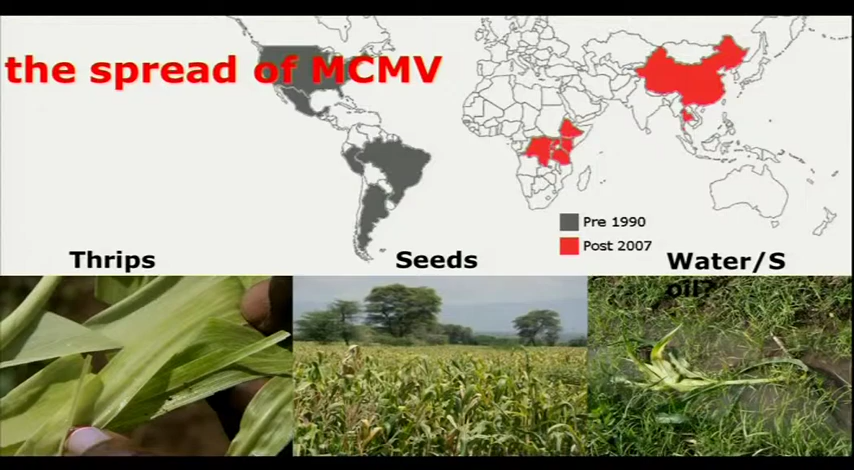 the spread of MCMV
Pre 1990
Post 2007
Thrips
Seeds
Water/S
oil?